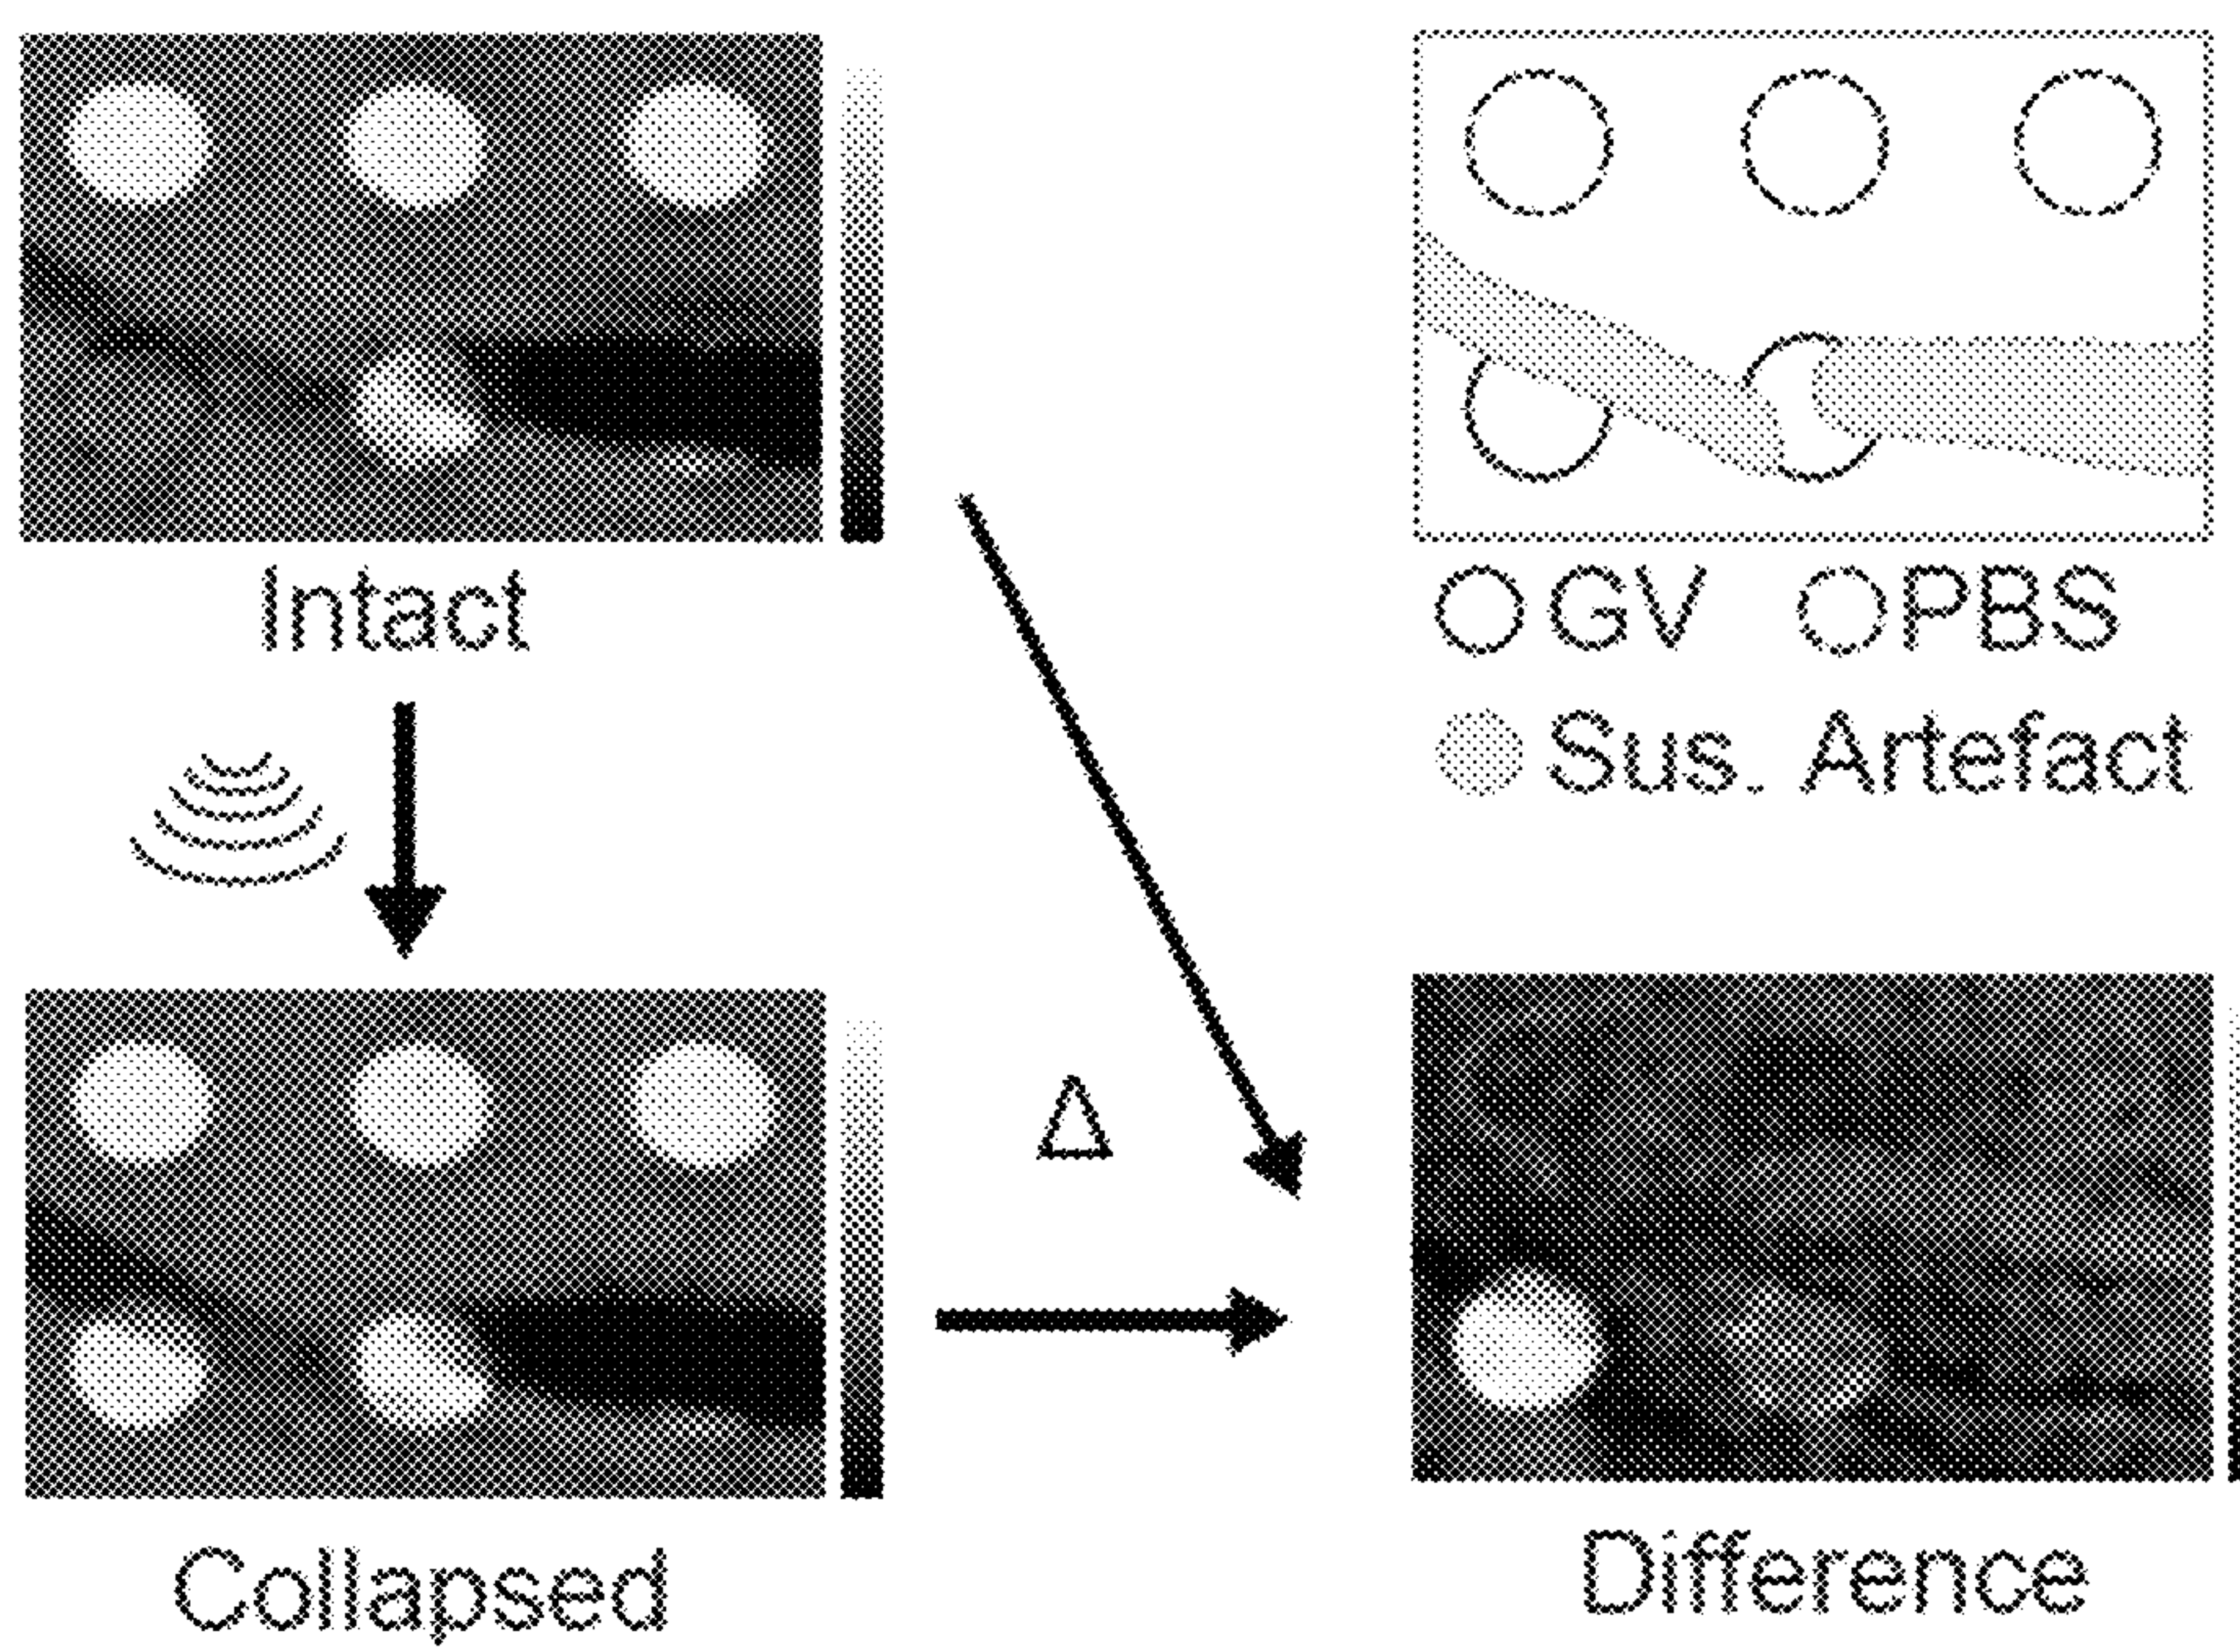 Intact
GV PBS
Sus. Artefact
Δ
Collapsed
Difference